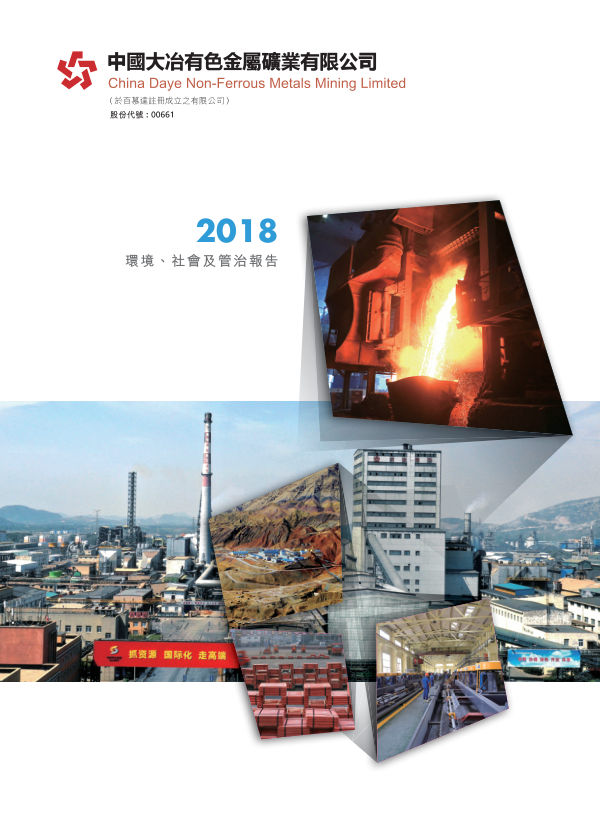 中國大冶有色金屬礦業有限公司
China Daye Non-Ferrous Metals Mining Limited
（於百慕達註冊成立之有限公司）
股份代號：00661
2018
環境、社會及管治報告
抓资源 国际化 走高端